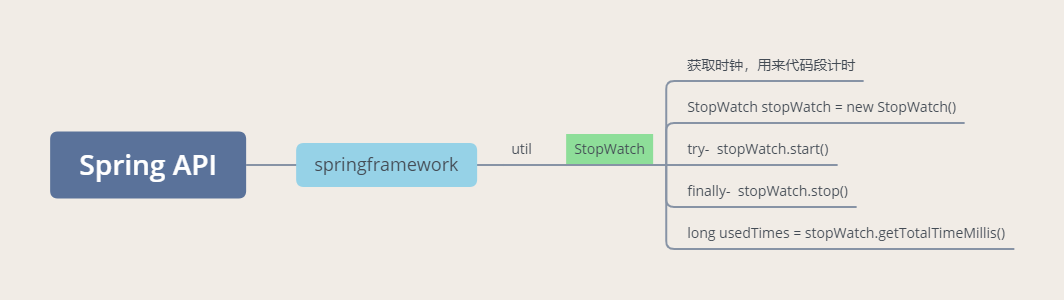 Spring API
springframework
util
StopWatch
获取时钟，用来代码段计时
StopWatch stopWatch = new StopWatch()
try-  stopWatch.start()
finally-  stopWatch.stop()
long usedTimes = stopWatch.getTotalTimeMillis()